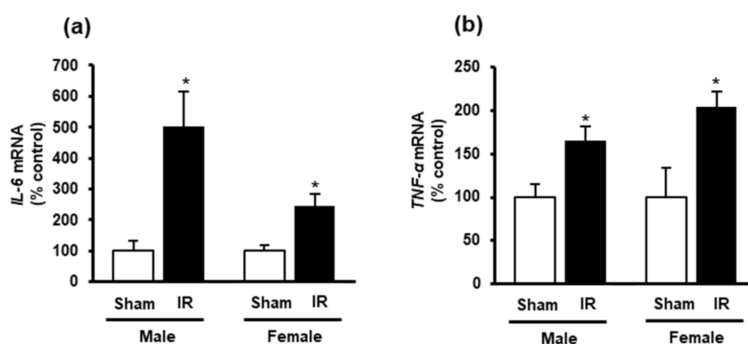 (a)
IL-6 mRNA
(% control)
700
600
500
400
300
200
100
0
*
*
Sham IR Sham IR
Male Female
(b)
TNF-α mRNA
(% control)
250
200
150
100
50
0
*
*
Sham IR Sham IR
Male Female